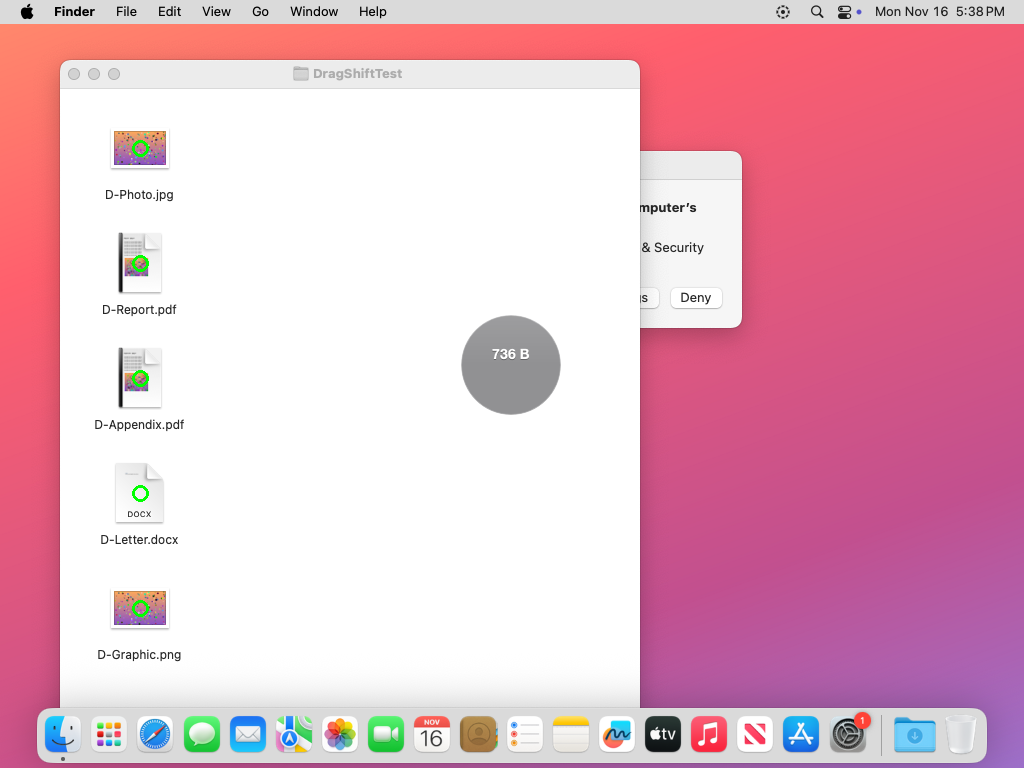 Finder File Edit View Go Window Help Mon Nov 16 5:38 PM
DragShiftTest
D-Photo.jpg
mputer’s
& Security
D-Report.pdf
Deny
736 B
D-Appendix.pdf
DOCX
D-Letter.docx
D-Graphic.png
NOV
16
tv
1